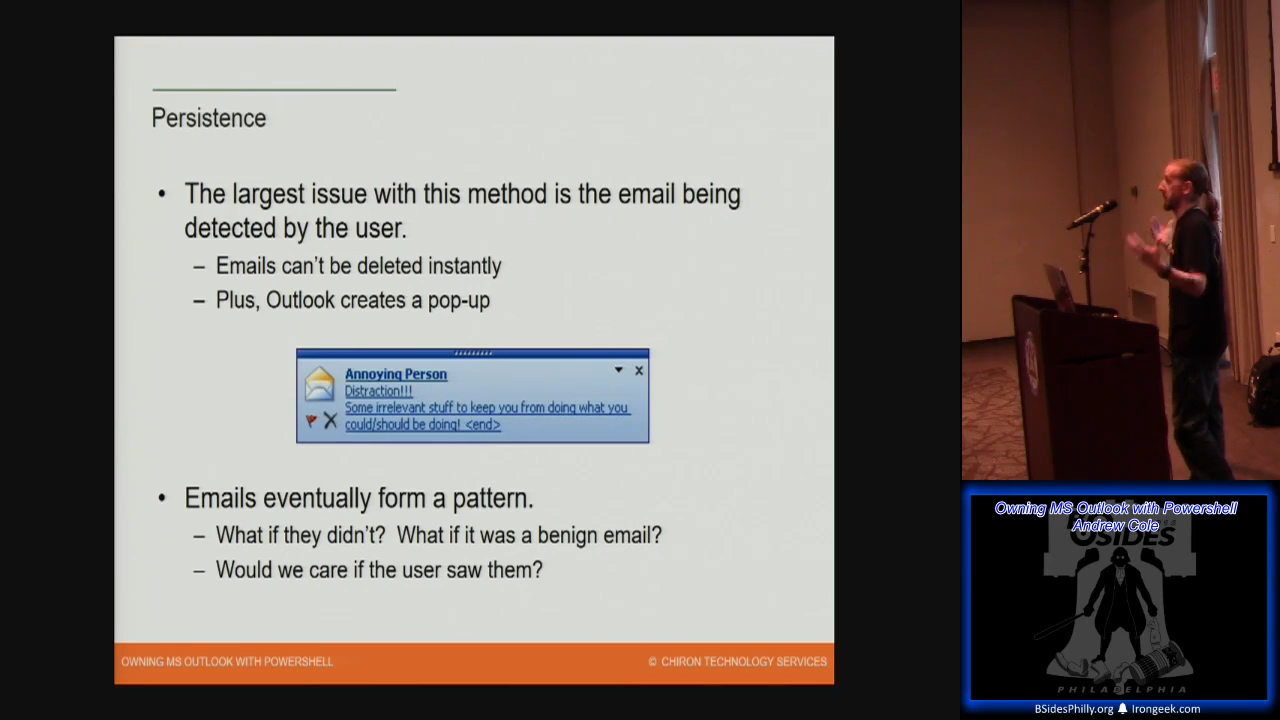 Persistence
• The largest issue with this method is the email being
detected by the user.
– Emails can't be deleted instantly
– Plus, Outlook creates a pop-up
Annoying Person
Distraction!!!
Some irrelevant stuff to keep you from doing what you
could/should be doing! <end>
• Emails eventually form a pattern.
– What if they didn't? What if it was a benign email?
– Would we care if the user saw them?
OWNING MS OUTLOOK WITH POWERSHELL
© CHIRON TECHNOLOGY SERVICES
Owning MS Outlook with Powershell
Andrew Cole
BSIDES
PHILADELPHIA
BSidesPhilly.org Irongeek.com